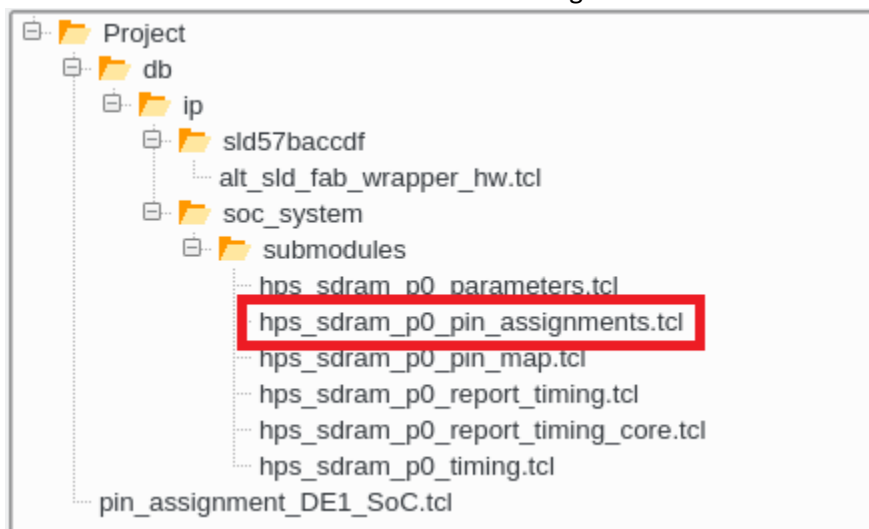 Project
db
ip
sld57baccdf
alt_sld_fab_wrapper_hw.tcl
soc_system
submodules
hps_sdram_p0_parameters.tcl
hps_sdram_p0_pin_assignments.tcl
hps_sdram_p0_pin_map.tcl
hps_sdram_p0_report_timing.tcl
hps_sdram_p0_report_timing_core.tcl
hps_sdram_p0_timing.tcl
pin_assignment_DE1_SoC.tcl